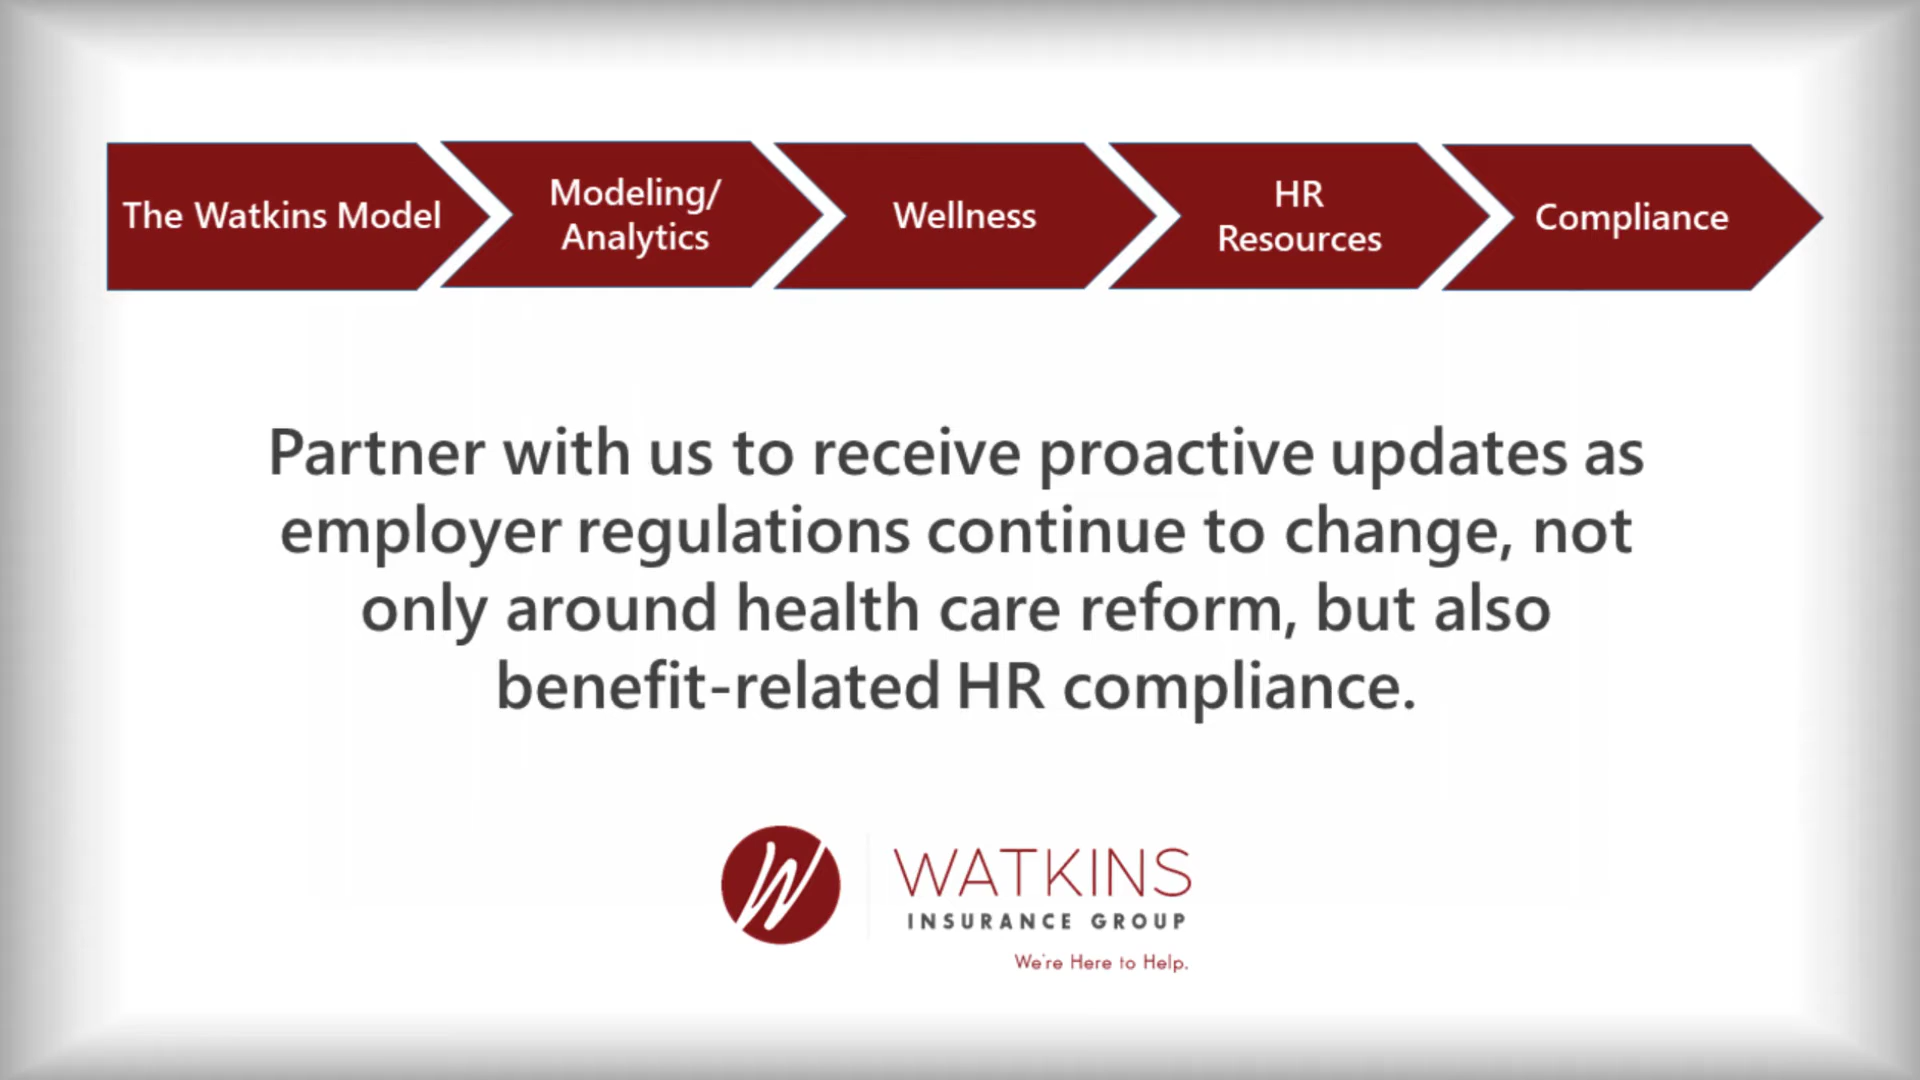 The Watkins Model
Modeling/
Analytics
Wellness
HR
Resources
Compliance
Partner with us to receive proactive updates as
employer regulations continue to change, not
only around health care reform, but also
benefit-related HR compliance.
W
WATKINS
INSURANCE GROUP
We're Here to Help.